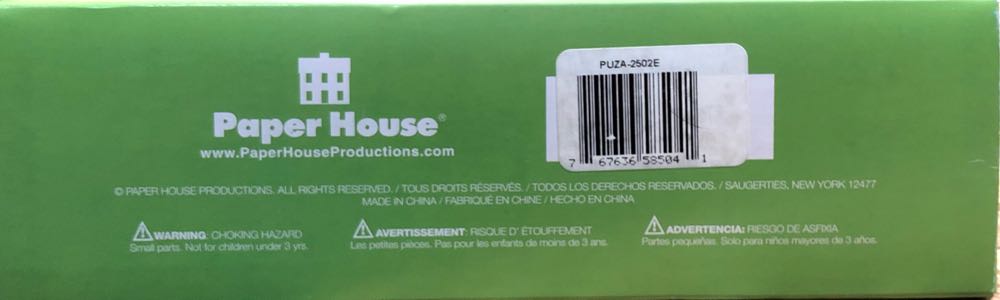 Paper House®
www.PaperHouseProductions.com
PUZA-2502E
7 67636 58504 1
© PAPER HOUSE PRODUCTIONS. ALL RIGHTS RESERVED. / TOUS DROITS RÉSERVÉS. / TODOS LOS DERECHOS RESERVADOS. / SAUGERTIES, NEW YORK 12477
MADE IN CHINA / FABRIQUÉ EN CHINE / HECHO EN CHINA
WARNING: CHOKING HAZARD
Small parts. Not for children under 3 yrs.
AVERTISSEMENT: RISQUE D' ÉTOUFFEMENT
Les petites pièces. Pas pour les enfants de moins de 3 ans.
ADVERTENCIA: RIESGO DE ASFIXIA
Partes pequeñas. Solo para niños mayores de 3 años.